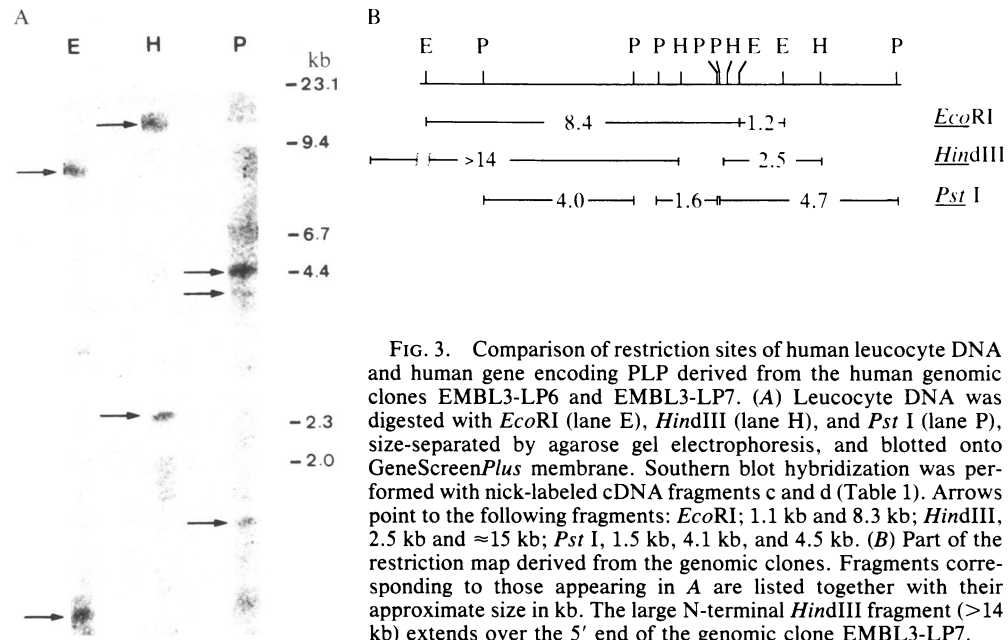 A
E H P
kb
23.1
9.4
6.7
4.4
2.3
2.0
B
E P P P H P P H E E H P
8.4 1.2 EcoRI
>14 2.5 HindIII
4.0 1.6 4.7 Pst I
FIG. 3. Comparison of restriction sites of human leucocyte DNA
and human gene encoding PLP derived from the human genomic
clones EMBL3-LP6 and EMBL3-LP7. (A) Leucocyte DNA was
digested with EcoRI (lane E), HindIII (lane H), and Pst I (lane P),
size-separated by agarose gel electrophoresis, and blotted onto
GeneScreenPlus membrane. Southern blot hybridization was per-
formed with nick-labeled cDNA fragments c and d (Table 1). Arrows
point to the following fragments: EcoRI; 1.1 kb and 8.3 kb; HindIII,
2.5 kb and ≈15 kb; Pst I, 1.5 kb, 4.1 kb, and 4.5 kb. (B) Part of the
restriction map derived from the genomic clones. Fragments corre-
sponding to those appearing in A are listed together with their
approximate size in kb. The large N-terminal HindIII fragment (>14
kb) extends over the 5′ end of the genomic clone EMBL3-LP7.